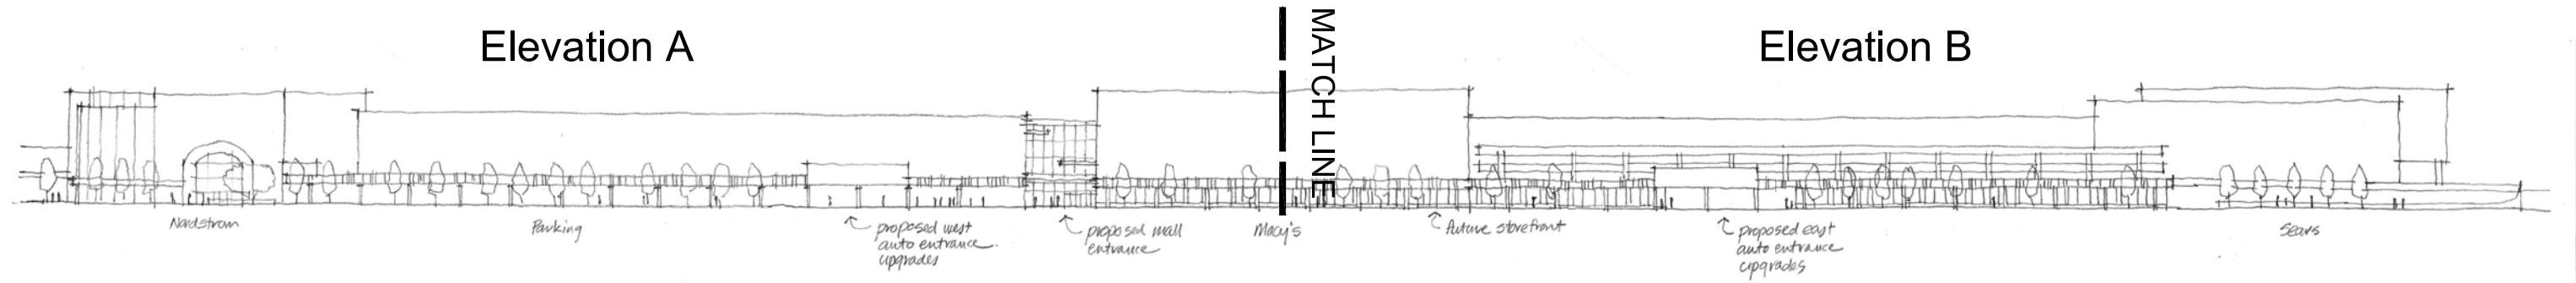 Elevation A
MATCH LINE
Elevation B
Nordstrom
Parking
proposed west
auto entrance
upgrades
proposed mall
entrance
Macy's
future storefront
proposed east
auto entrance
upgrades
Sears